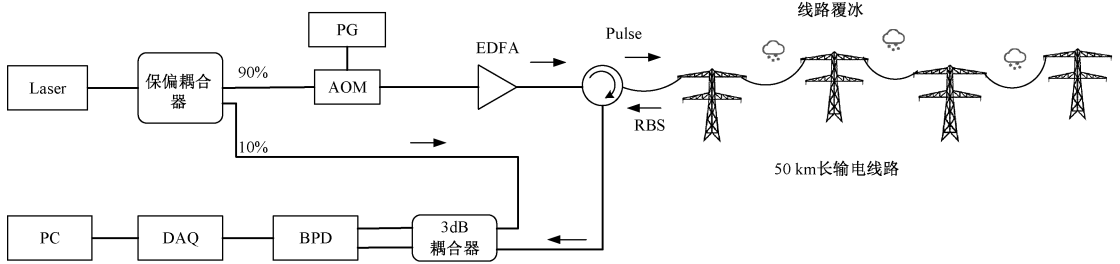 线路覆冰
PG
EDFA
Pulse
Laser
保偏耦合
器
90%
AOM
RBS
10%
50 km长输电线路
PC
DAQ
BPD
3dB
耦合器